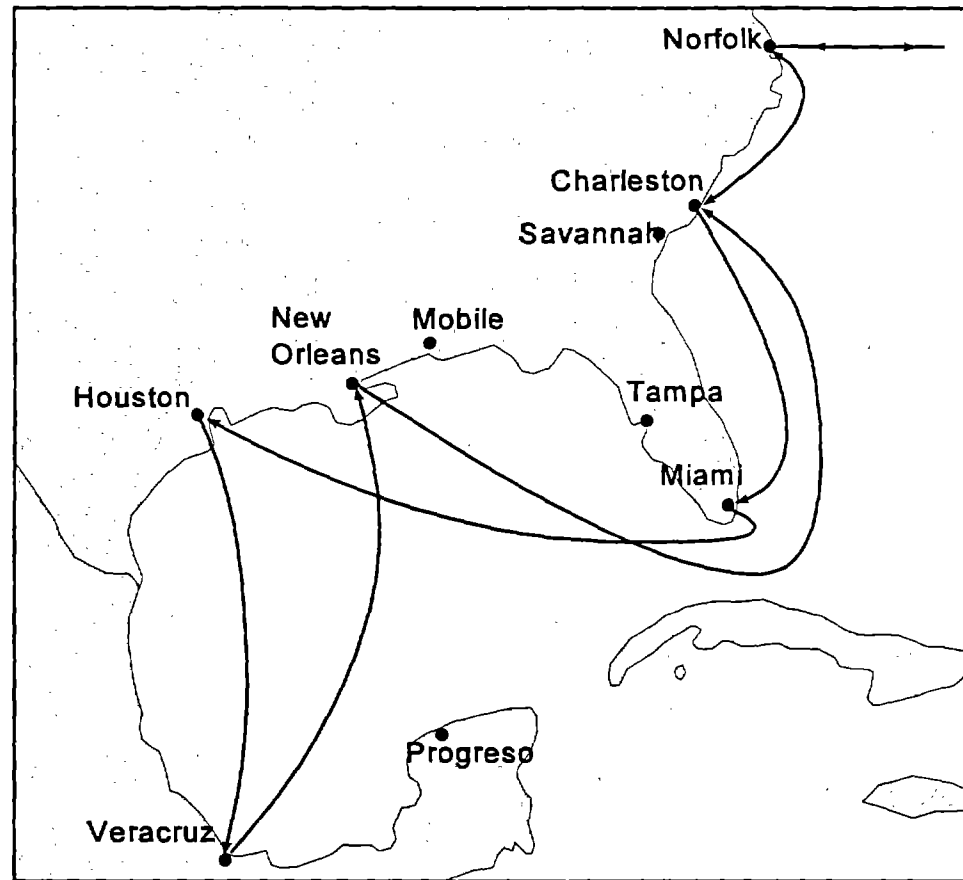 Norfolk
Charleston
Savannah
New
Orleans
Mobile
Houston
Tampa
Miami
Progreso
Veracruz